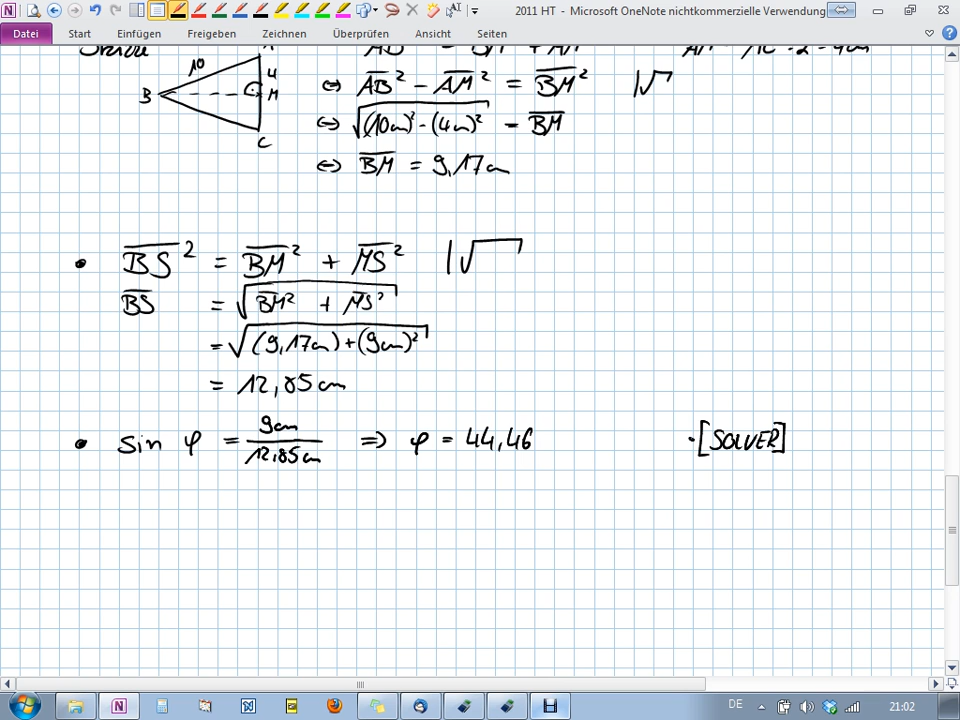 2011 HT - Microsoft OneNote nichtkommerzielle Verwendung
Datei Start Einfügen Freigeben Zeichnen Überprüfen Ansicht Seiten
10
4
B M
C
⇔ AB² - AM² = BM² |√
⇔ √(10cm)² - (4cm)² = BM
⇔ BM = 9,17cm
• BS² = BM² + MS² |√
BS = √BM² + MS²
= √(9,17cm)+(9cm)²
= 12,85cm
• sin φ = 9cm / 12,85cm ⇒ φ = 44,46 •[SOLVER]
DE 21:02